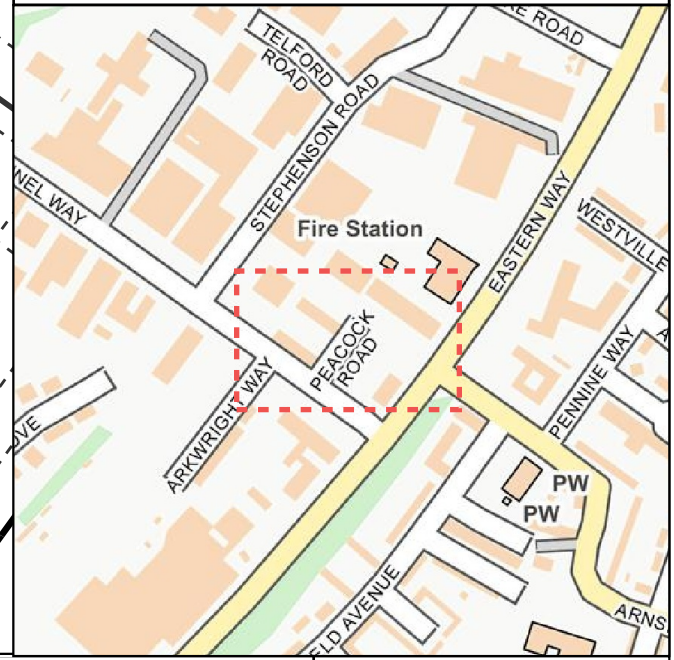 RE ROAD
TELFORD
ROAD
STEPHENSON ROAD
NEL WAY
Fire Station
EASTERN WAY
WESTVILLE
PEACOCK
ROAD
PENNINE WAY
ARKWRIGHT WAY
OVE
PW
PW
ELD AVENUE
ARNS